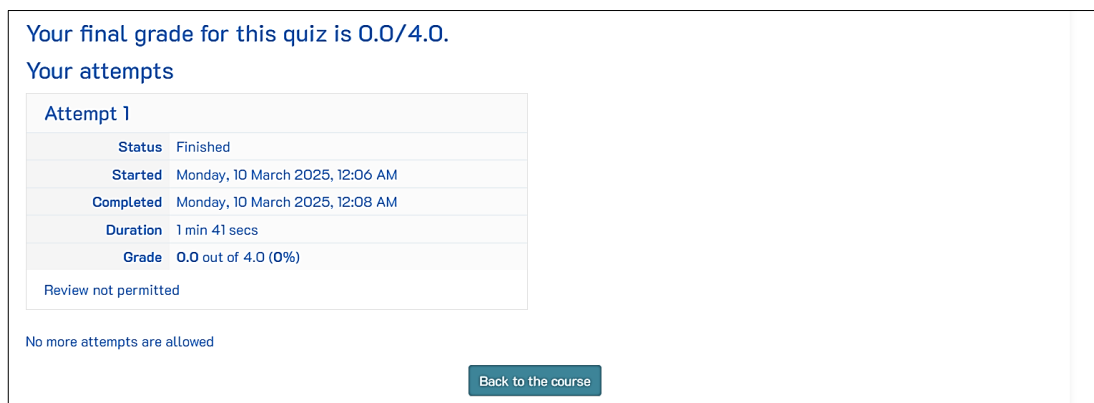 Your final grade for this quiz is 0.0/4.0.
Your attempts
Attempt 1
Status Finished
Started Monday, 10 March 2025, 12:06 AM
Completed Monday, 10 March 2025, 12:08 AM
Duration 1 min 41 secs
Grade 0.0 out of 4.0 (0%)
Review not permitted
No more attempts are allowed
Back to the course